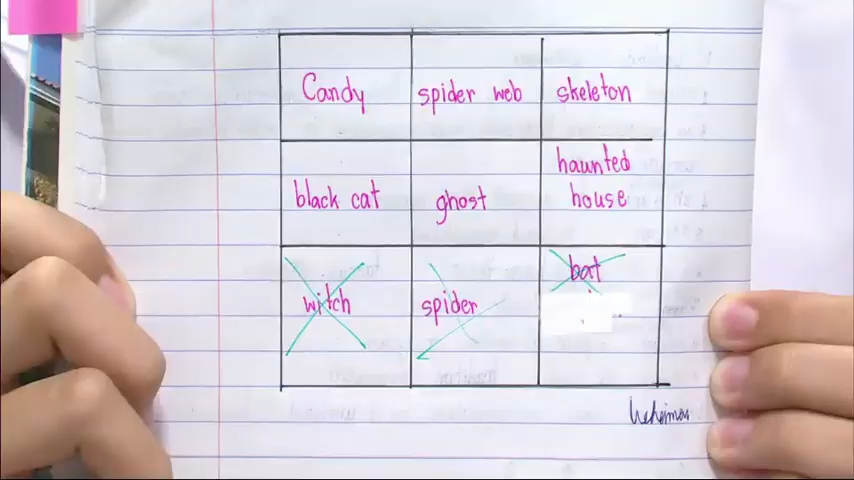 Candy spider web skeleton
black cat ghost haunted
house
witch spider bat